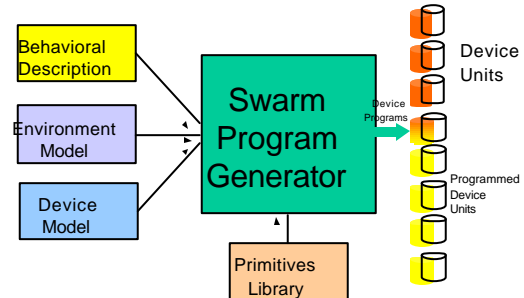 Behavioral
Description
Environment
Model
Device
Model
Swarm
Program
Generator
Primitives
Library
Device
Programs
Device
Units
Programmed
Device
Units